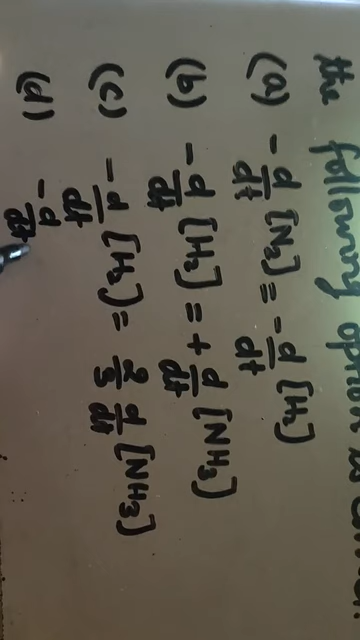 the following option is correct.
(a) -d/dt [N₂] = -d/dt [H₂]
(b) -d/dt [H₂] = +d/dt [NH₃]
(c) -d/dt [H₂) = 2/3 d/dt [NH₃]
(d) -d/dt